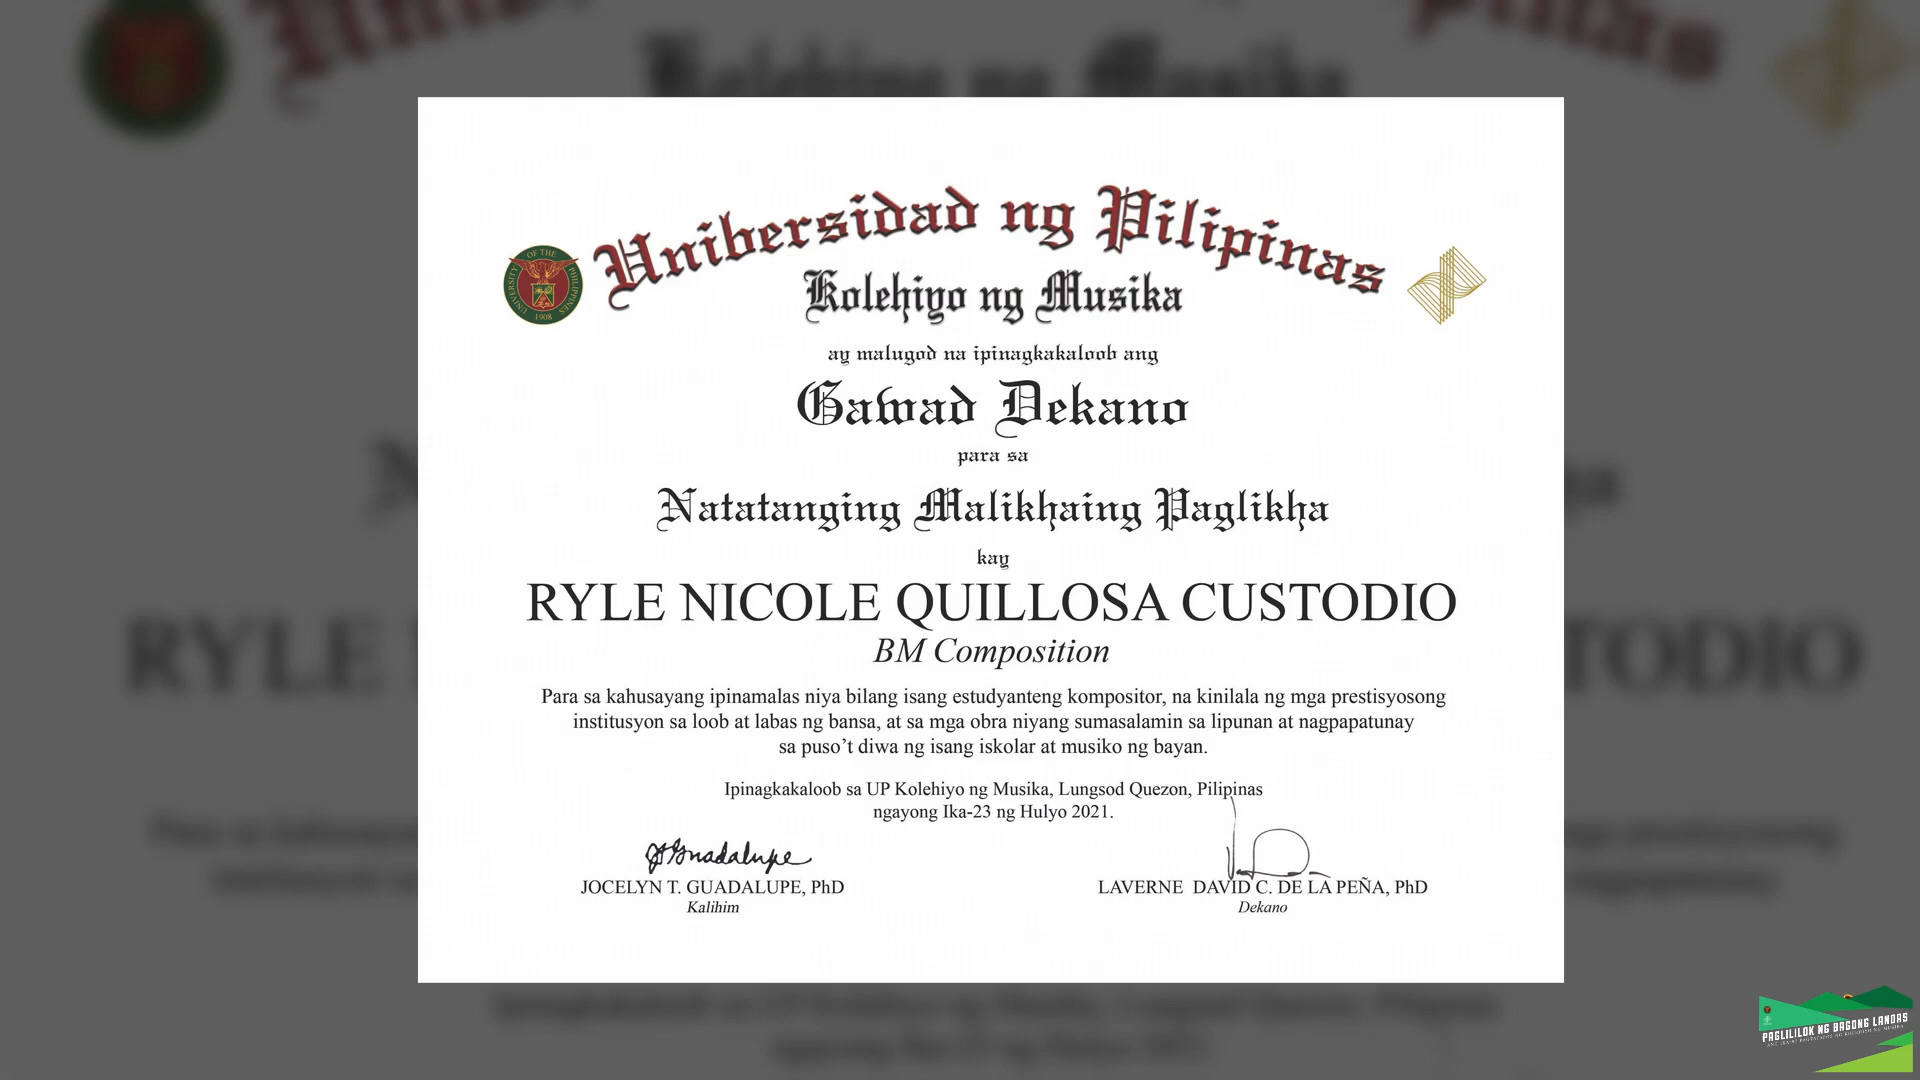 Unibersidad ng Pilipinas
OF THE
UNIVERSITY
PHILIPPINES
1908
Kolehiyo ng Musika
ay malugod na ipinagkakaloob ang
Gawad Dekano
para sa
Natatanging Malikhaing Paglikha
kay
RYLE NICOLE QUILLOSA CUSTODIO
BM Composition
Para sa kahusayang ipinamalas niya bilang isang estudyanteng kompositor, na kinilala ng mga prestisyosong
institusyon sa loob at labas ng bansa, at sa mga obra niyang sumasalamin sa lipunan at nagpapatunay
sa puso’t diwa ng isang iskolar at musiko ng bayan.
Ipinagkakaloob sa UP Kolehiyo ng Musika, Lungsod Quezon, Pilipinas
ngayong Ika-23 ng Hulyo 2021.
JOCELYN T. GUADALUPE, PhD
Kalihim
LAVERNE DAVID C. DE LA PEÑA, PhD
Dekano
PAGLILILOK NG BAGONG LANDAS